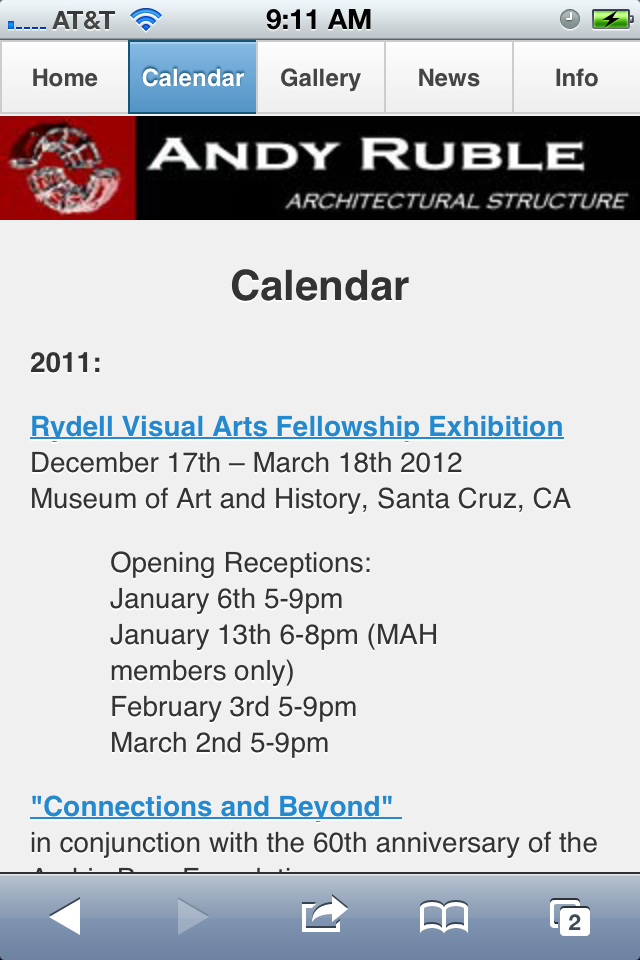 AT&T 9:11 AM
Home Calendar Gallery News Info
ANDY RUBLE
ARCHITECTURAL STRUCTURE
Calendar
2011:
Rydell Visual Arts Fellowship Exhibition
December 17th – March 18th 2012
Museum of Art and History, Santa Cruz, CA
Opening Receptions:
January 6th 5-9pm
January 13th 6-8pm (MAH
members only)
February 3rd 5-9pm
March 2nd 5-9pm
"Connections and Beyond"
in conjunction with the 60th anniversary of the
2